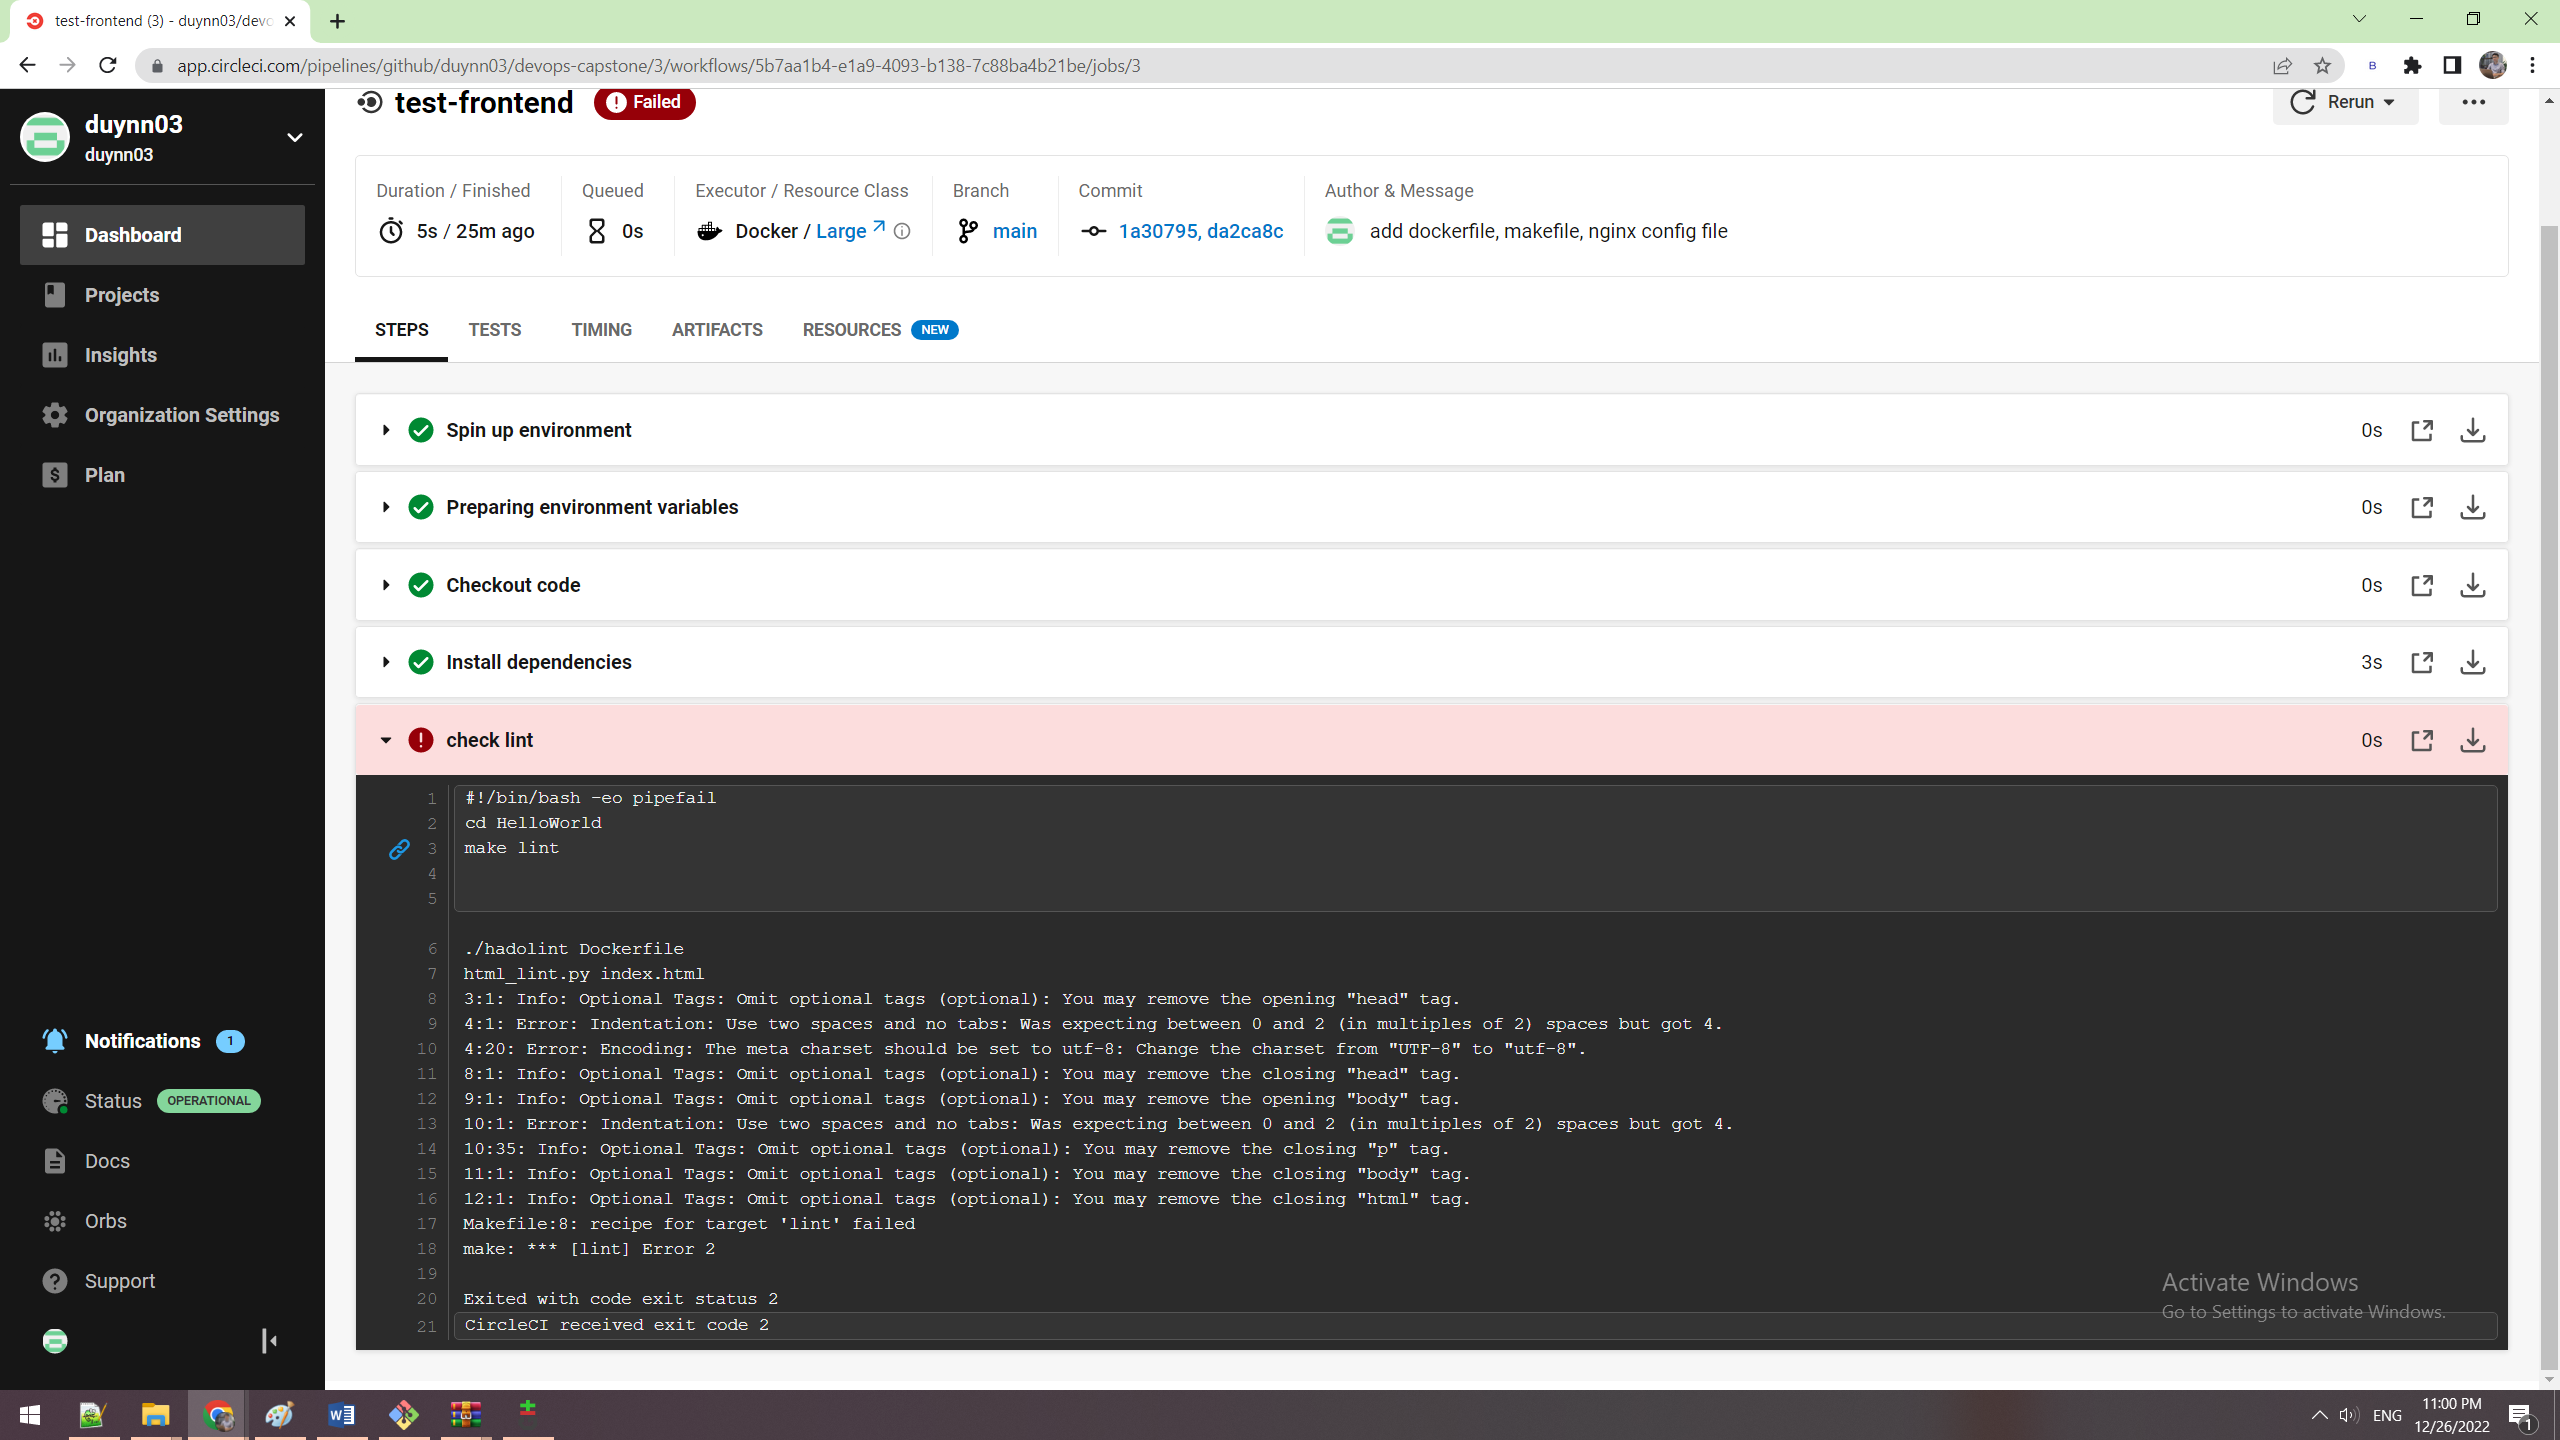 test-frontend (3) - duynn03/devo
app.circleci.com/pipelines/github/duynn03/devops-capstone/3/workflows/5b7aa1b4-e1a9-4093-b138-7c88ba4b21be/jobs/3
B
duynn03
duynn03
Dashboard
Projects
Insights
Organization Settings
Plan
Notifications 1
Status OPERATIONAL
Docs
Orbs
Support
test-frontend Failed
Rerun
Duration / Finished
5s / 25m ago
Queued
0s
Executor / Resource Class
Docker / Large
Branch
main
Commit
1a30795, da2ca8c
Author & Message
add dockerfile, makefile, nginx config file
STEPS TESTS TIMING ARTIFACTS RESOURCES NEW
Spin up environment 0s
Preparing environment variables 0s
Checkout code 0s
Install dependencies 3s
check lint 0s
1 #!/bin/bash -eo pipefail
2 cd HelloWorld
3 make lint
4
5
6 ./hadolint Dockerfile
7 html_lint.py index.html
8 3:1: Info: Optional Tags: Omit optional tags (optional): You may remove the opening "head" tag.
9 4:1: Error: Indentation: Use two spaces and no tabs: Was expecting between 0 and 2 (in multiples of 2) spaces but got 4.
10 4:20: Error: Encoding: The meta charset should be set to utf-8: Change the charset from "UTF-8" to "utf-8".
11 8:1: Info: Optional Tags: Omit optional tags (optional): You may remove the closing "head" tag.
12 9:1: Info: Optional Tags: Omit optional tags (optional): You may remove the opening "body" tag.
13 10:1: Error: Indentation: Use two spaces and no tabs: Was expecting between 0 and 2 (in multiples of 2) spaces but got 4.
14 10:35: Info: Optional Tags: Omit optional tags (optional): You may remove the closing "p" tag.
15 11:1: Info: Optional Tags: Omit optional tags (optional): You may remove the closing "body" tag.
16 12:1: Info: Optional Tags: Omit optional tags (optional): You may remove the closing "html" tag.
17 Makefile:8: recipe for target 'lint' failed
18 make: *** [lint] Error 2
19
20 Exited with code exit status 2
21 CircleCI received exit code 2
Activate Windows
Go to Settings to activate Windows.
ENG
11:00 PM
12/26/2022
1